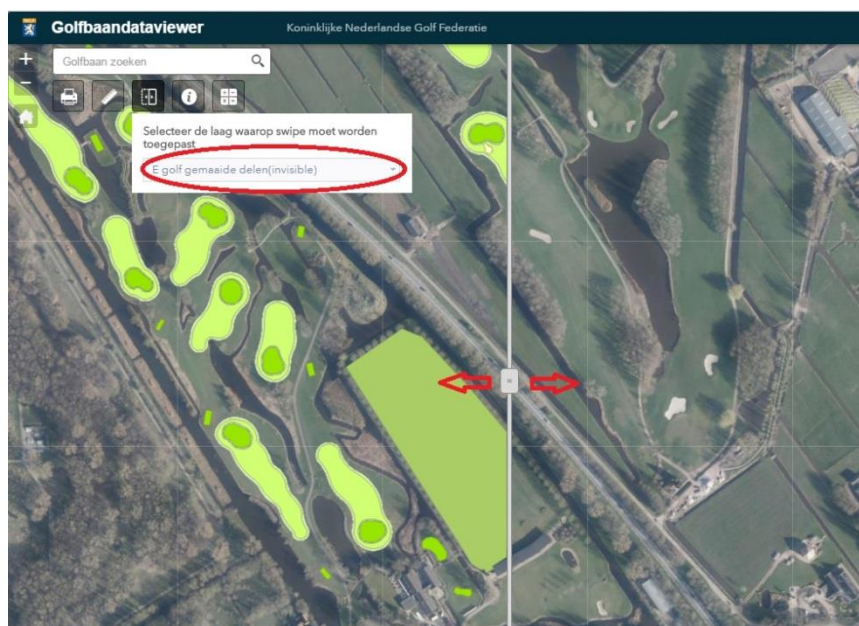 Golfbaandataviewer Koninklijke Nederlandse Golf Federatie
+
Golfbaan zoeken
−
Selecteer de laag waarop swipe moet worden
toegepast
E golf gemaaide delen(invisible)